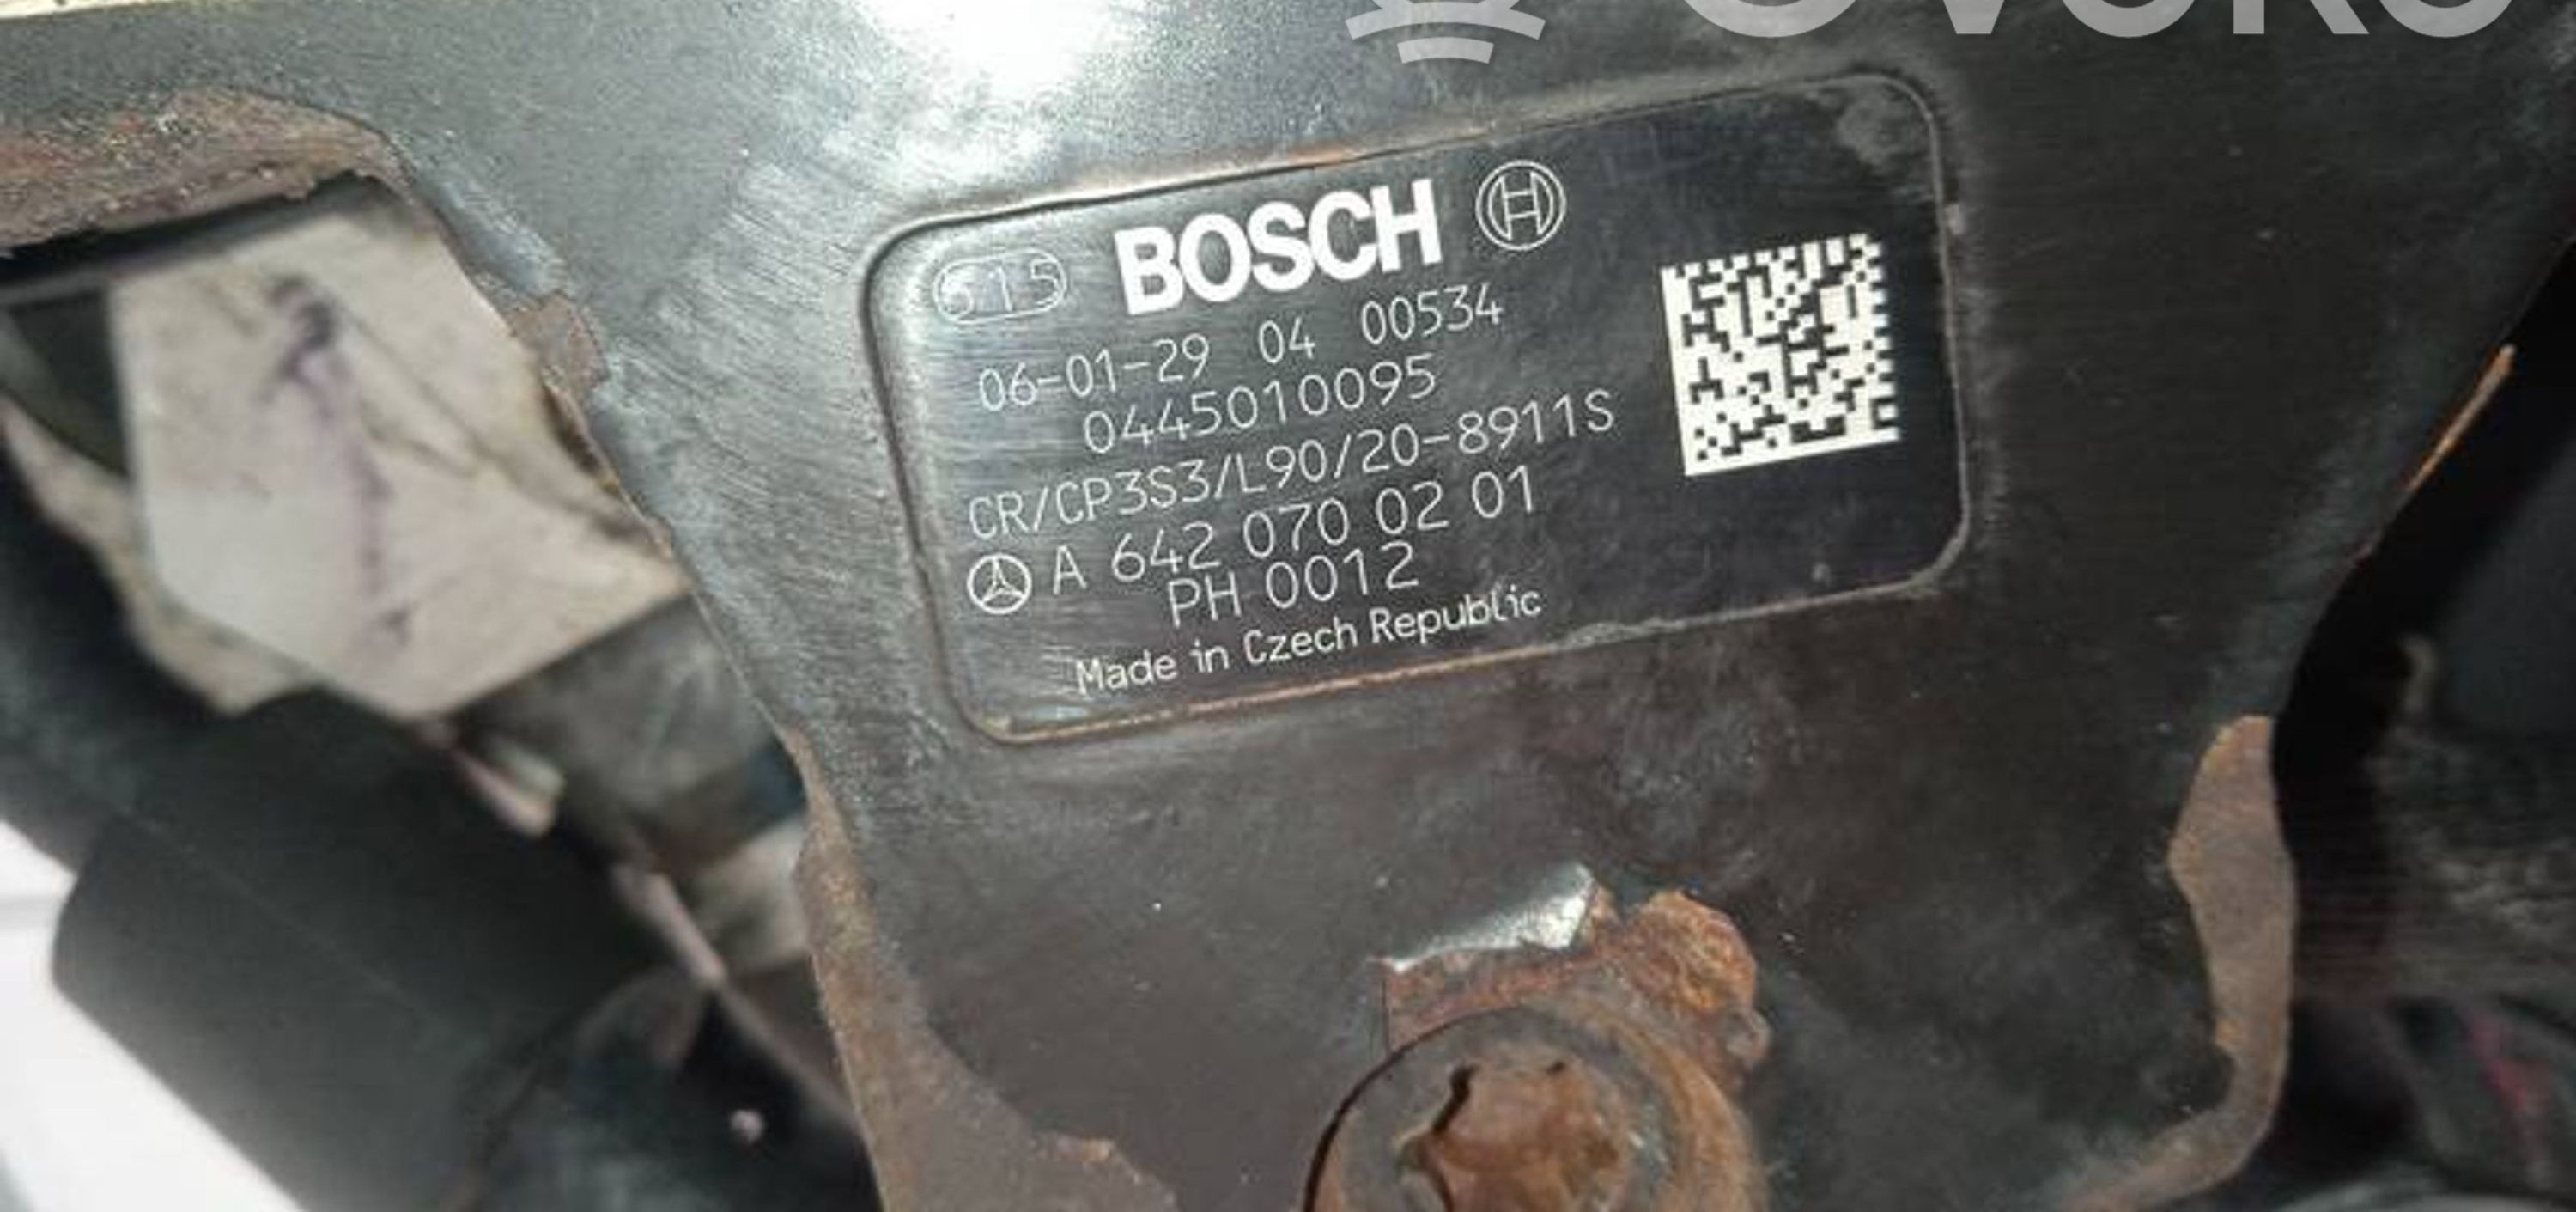 515 BOSCH
06-01-29 04 00534
0445010095
CR/CP3S3/L90/20-8911S
A 642 070 02 01
PH 0012
Made in Czech Republic